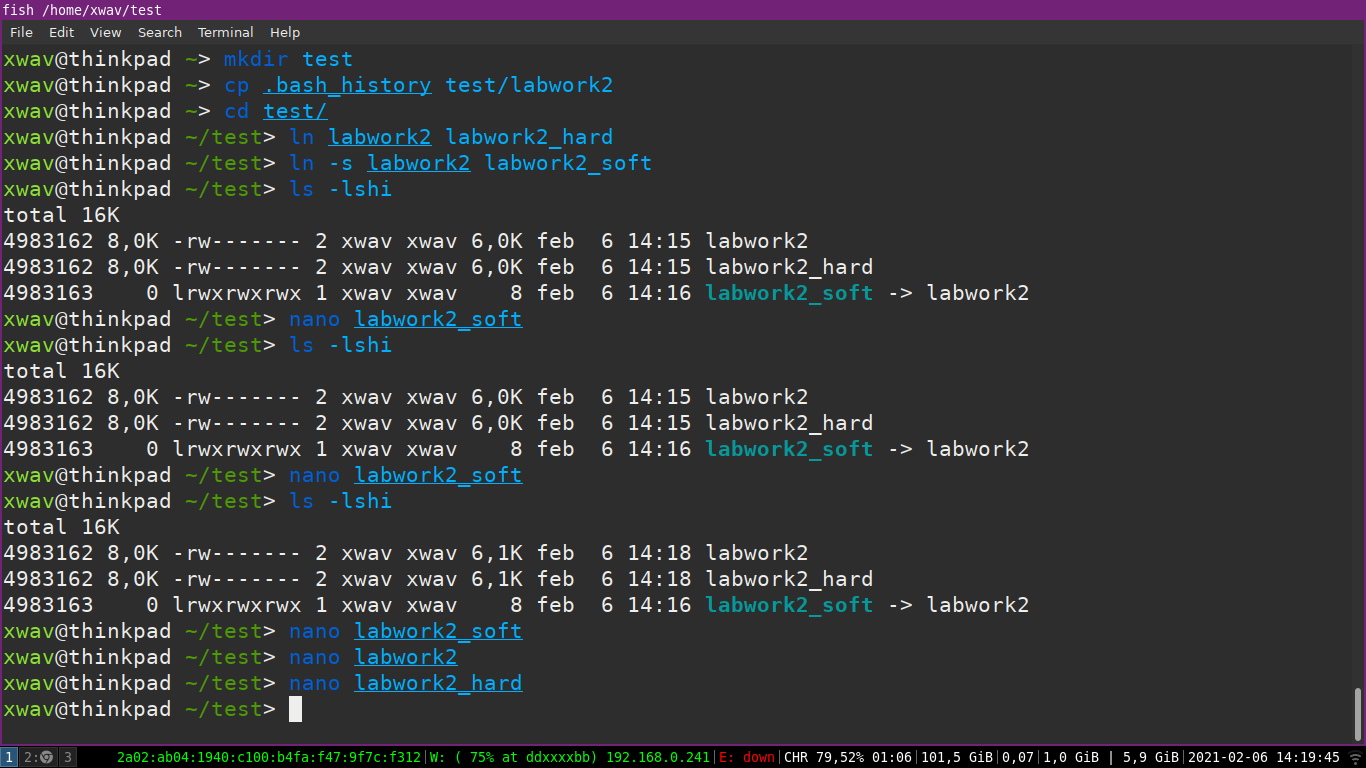 fish /home/xwav/test
File Edit View Search Terminal Help
xwav@thinkpad ~> mkdir test
xwav@thinkpad ~> cp .bash_history test/labwork2
xwav@thinkpad ~> cd test/
xwav@thinkpad ~/test> ln labwork2 labwork2_hard
xwav@thinkpad ~/test> ln -s labwork2 labwork2_soft
xwav@thinkpad ~/test> ls -lshi
total 16K
4983162 8,0K -rw------- 2 xwav xwav 6,0K feb  6 14:15 labwork2
4983162 8,0K -rw------- 2 xwav xwav 6,0K feb  6 14:15 labwork2_hard
4983163    0 lrwxrwxrwx 1 xwav xwav    8 feb  6 14:16 labwork2_soft -> labwork2
xwav@thinkpad ~/test> nano labwork2_soft
xwav@thinkpad ~/test> ls -lshi
total 16K
4983162 8,0K -rw------- 2 xwav xwav 6,0K feb  6 14:15 labwork2
4983162 8,0K -rw------- 2 xwav xwav 6,0K feb  6 14:15 labwork2_hard
4983163    0 lrwxrwxrwx 1 xwav xwav    8 feb  6 14:16 labwork2_soft -> labwork2
xwav@thinkpad ~/test> nano labwork2_soft
xwav@thinkpad ~/test> ls -lshi
total 16K
4983162 8,0K -rw------- 2 xwav xwav 6,1K feb  6 14:18 labwork2
4983162 8,0K -rw------- 2 xwav xwav 6,1K feb  6 14:18 labwork2_hard
4983163    0 lrwxrwxrwx 1 xwav xwav    8 feb  6 14:16 labwork2_soft -> labwork2
xwav@thinkpad ~/test> nano labwork2_soft
xwav@thinkpad ~/test> nano labwork2
xwav@thinkpad ~/test> nano labwork2_hard
xwav@thinkpad ~/test>
1 2: 3 2a02:ab04:1940:c100:b4fa:f47:9f7c:f312|W: ( 75% at ddxxxxbb) 192.168.0.241|E: down|CHR 79,52% 01:06|101,5 GiB|0,07|1,0 GiB | 5,9 GiB|2021-02-06 14:19:45